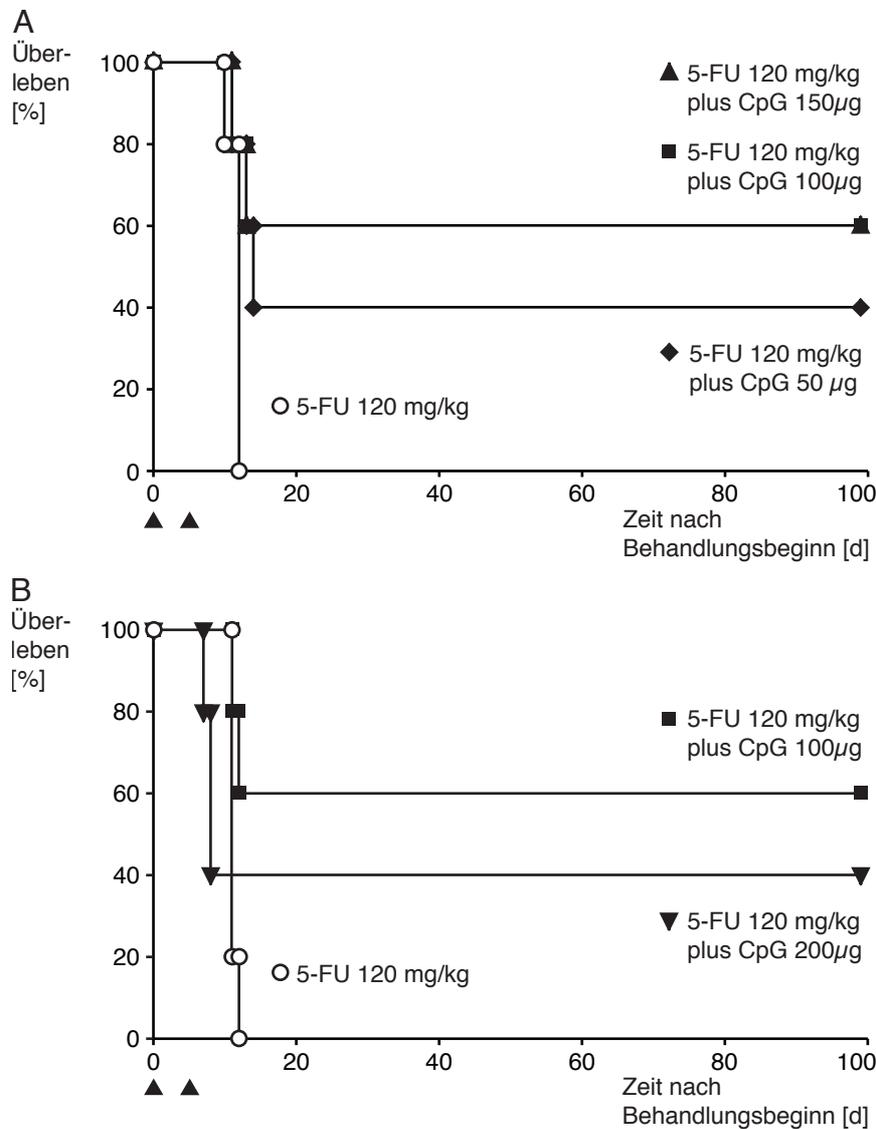 A
Über-
leben
[%]
100
80
60
40
20
0
5-FU 120 mg/kg
plus CpG 150µg
5-FU 120 mg/kg
plus CpG 100µg
5-FU 120 mg/kg
plus CpG 50 µg
5-FU 120 mg/kg
0 20 40 60 80 100
Zeit nach
Behandlungsbeginn [d]
B
Über-
leben
[%]
100
80
60
40
20
0
5-FU 120 mg/kg
plus CpG 100µg
5-FU 120 mg/kg
plus CpG 200µg
5-FU 120 mg/kg
0 20 40 60 80 100
Zeit nach
Behandlungsbeginn [d]